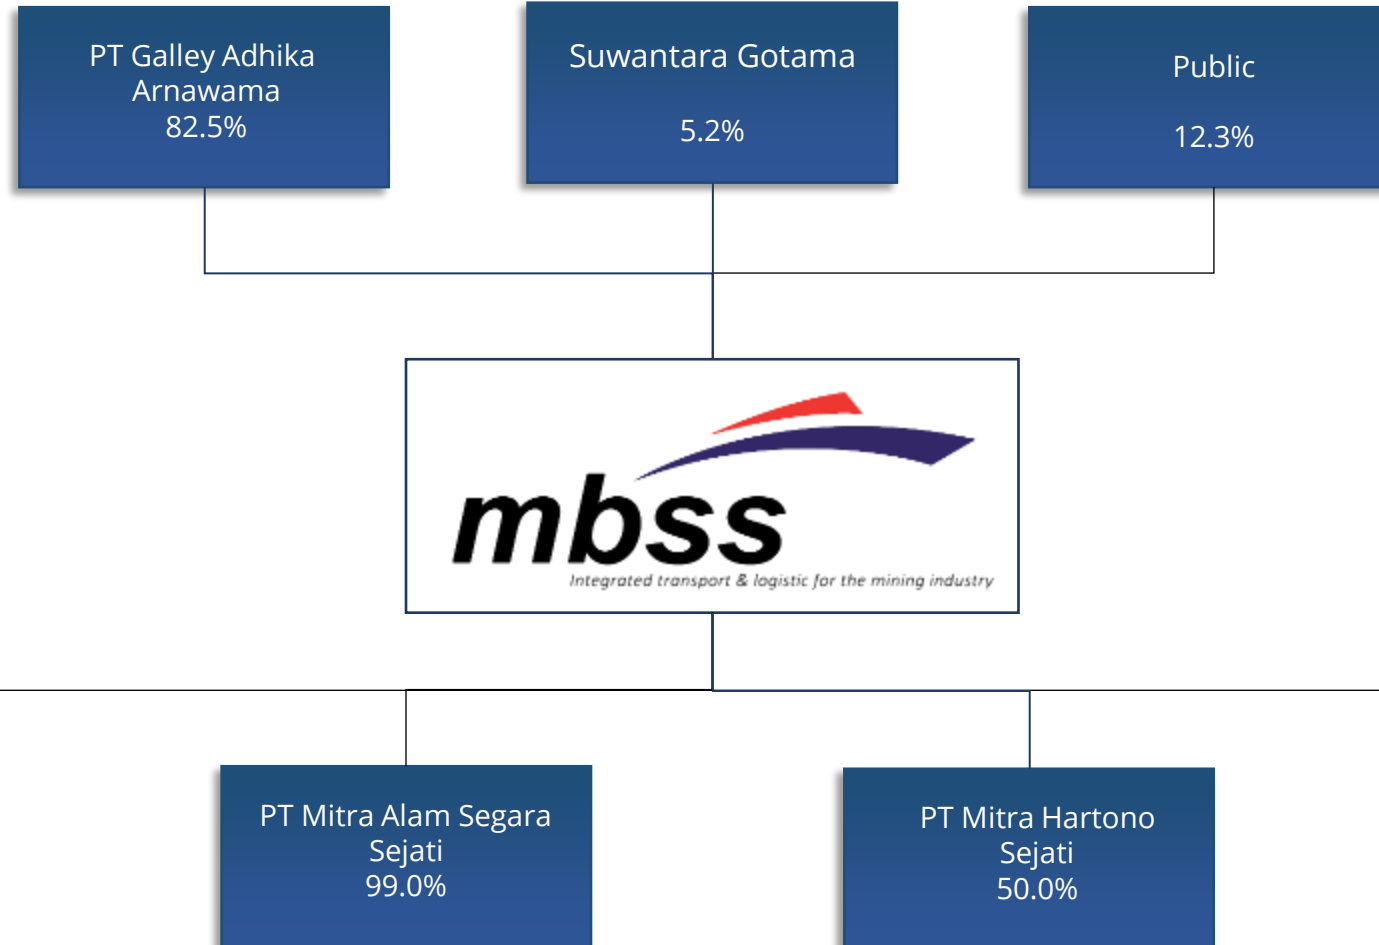 PT Galley Adhika
Arnawama
82.5%
Suwantara Gotama
5.2%
Public
12.3%
mbss
Integrated transport & logistic for the mining industry
PT Mitra Alam Segara
Sejati
99.0%
PT Mitra Hartono
Sejati
50.0%